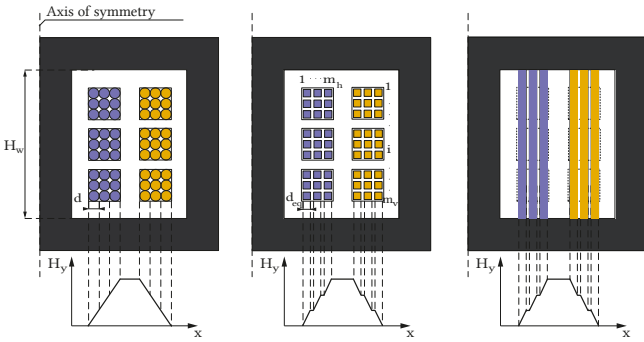 Axis of symmetry
H_w
d
H_y
x
1 ... m_h
1
i
m_v
d_eq
H_y
x
H_y
x